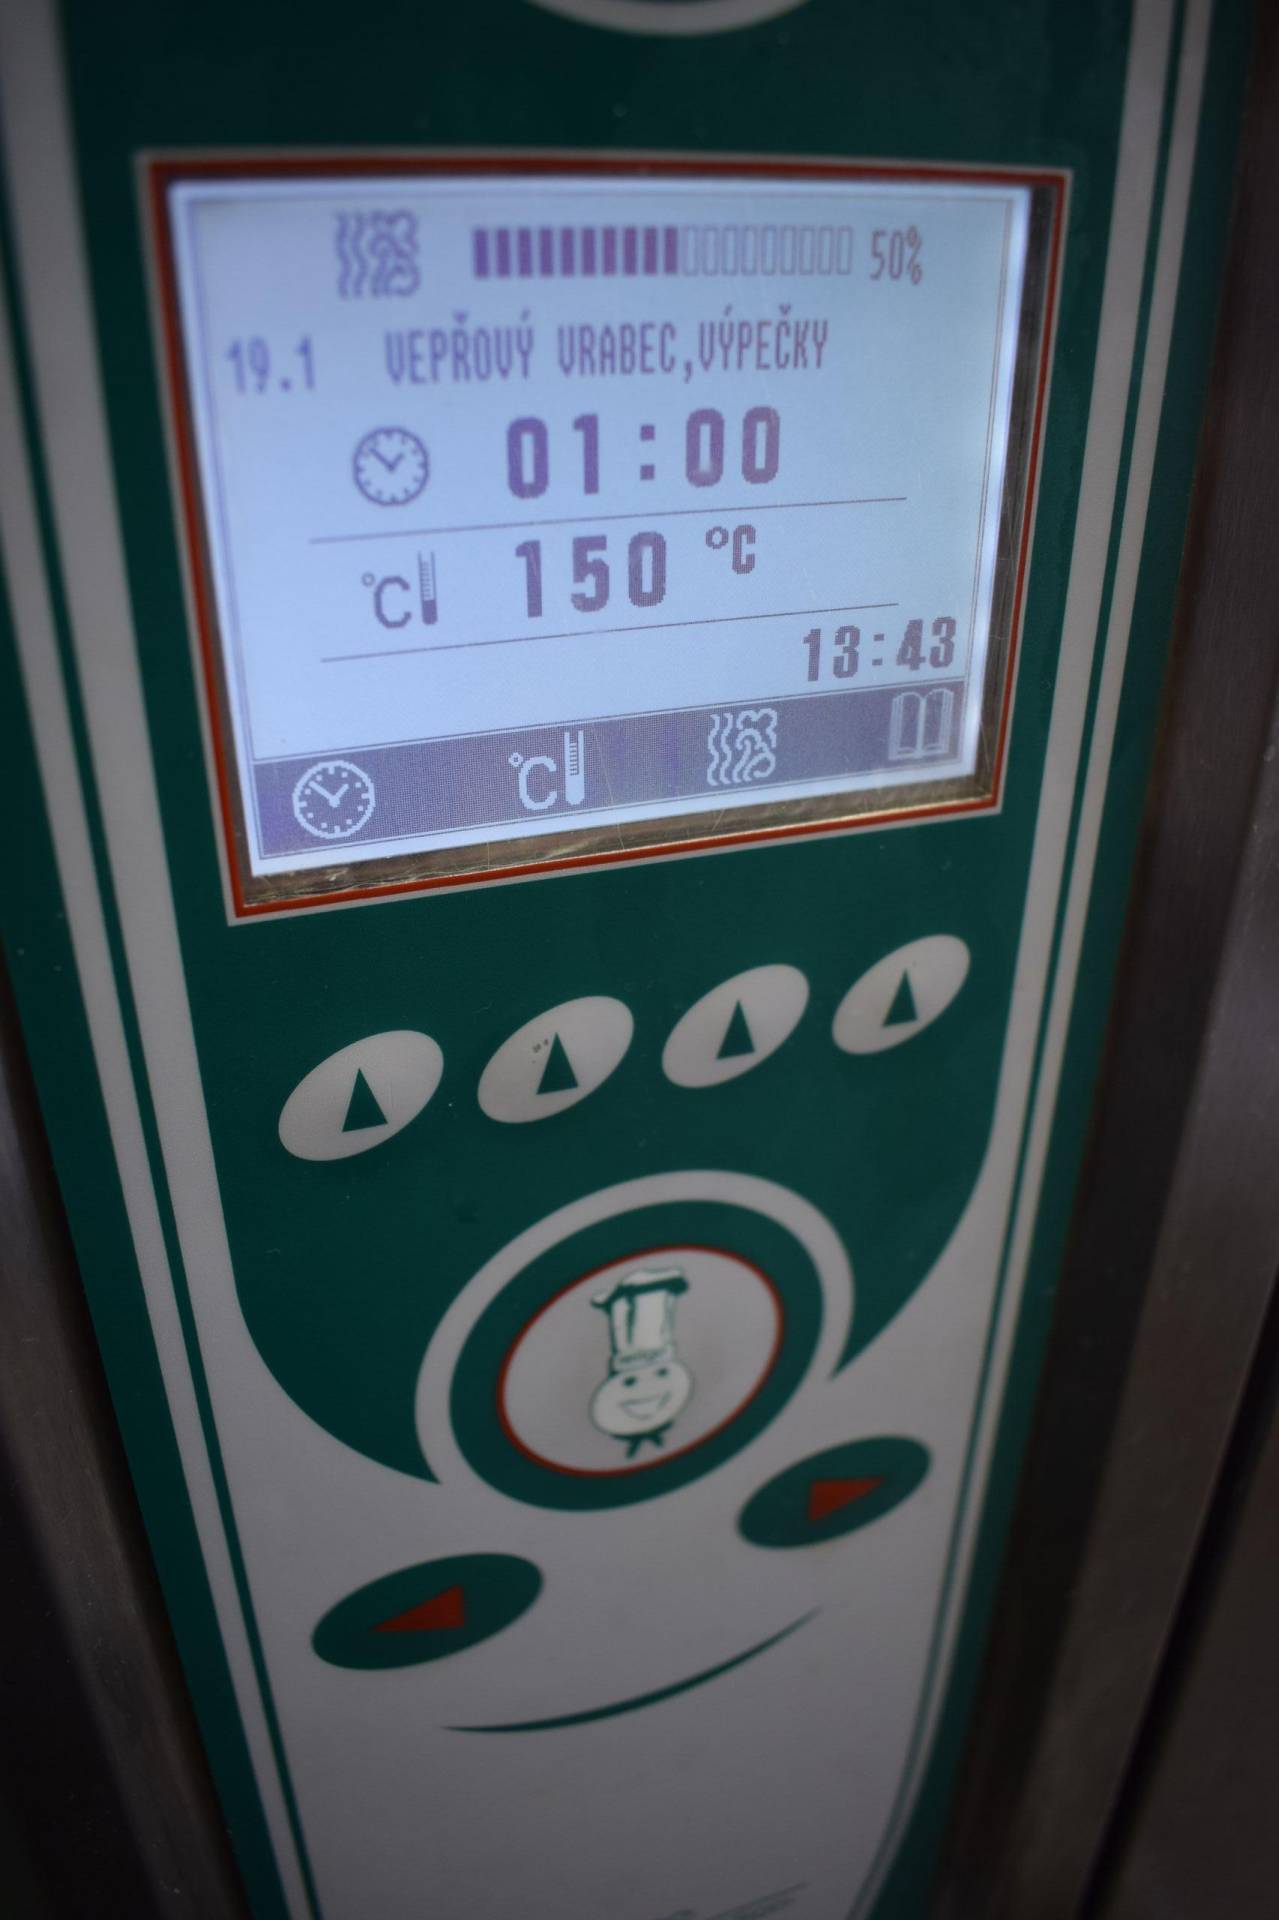 50%
19.1 VEPŘOVÝ VRABEC,VÝPEČKY
01:00
°C 150 °C
13:43
°C